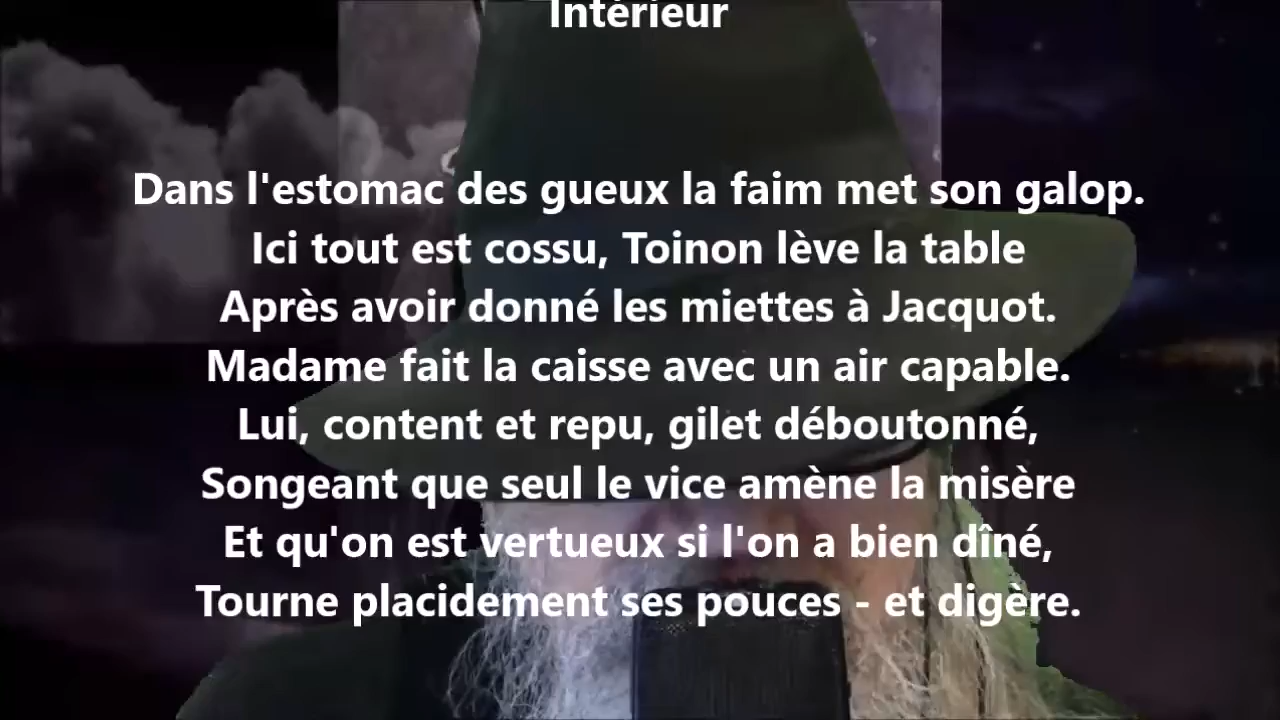 Intérieur
Dans l'estomac des gueux la faim met son galop.
Ici tout est cossu, Toinon lève la table
Après avoir donné les miettes à Jacquot.
Madame fait la caisse avec un air capable.
Lui, content et repu, gilet déboutonné,
Songeant que seul le vice amène la misère
Et qu'on est vertueux si l'on a bien dîné,
Tourne placidement ses pouces - et digère.